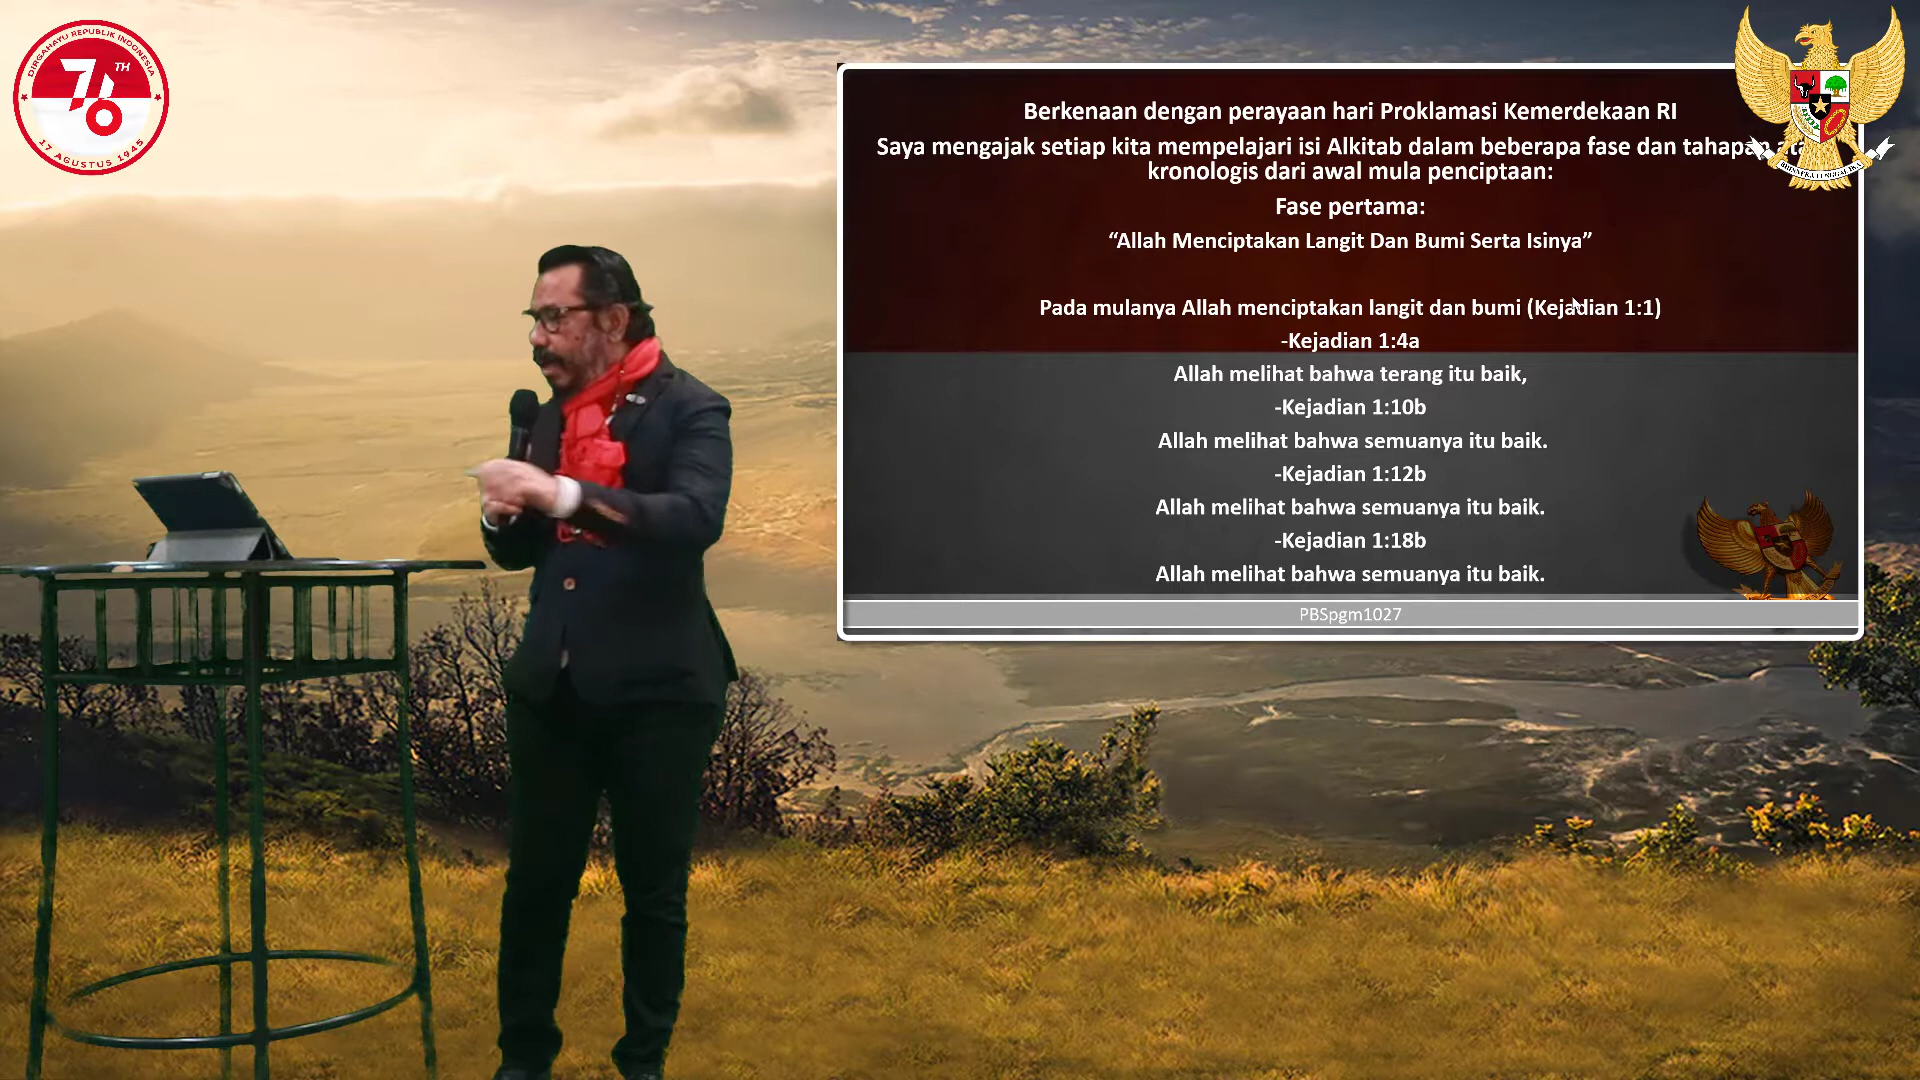 DIRGAHAYU REPUBLIK INDONESIA
76 TH
17 AGUSTUS 1945
Berkenaan dengan perayaan hari Proklamasi Kemerdekaan RI
Saya mengajak setiap kita mempelajari isi Alkitab dalam beberapa fase dan tahapan
kronologis dari awal mula penciptaan:
Fase pertama:
“Allah Menciptakan Langit Dan Bumi Serta Isinya”
Pada mulanya Allah menciptakan langit dan bumi (Kejadian 1:1)
-Kejadian 1:4a
Allah melihat bahwa terang itu baik,
-Kejadian 1:10b
Allah melihat bahwa semuanya itu baik.
-Kejadian 1:12b
Allah melihat bahwa semuanya itu baik.
-Kejadian 1:18b
Allah melihat bahwa semuanya itu baik.
PBSpgm1027
BHINNEKA TUNGGAL IKA